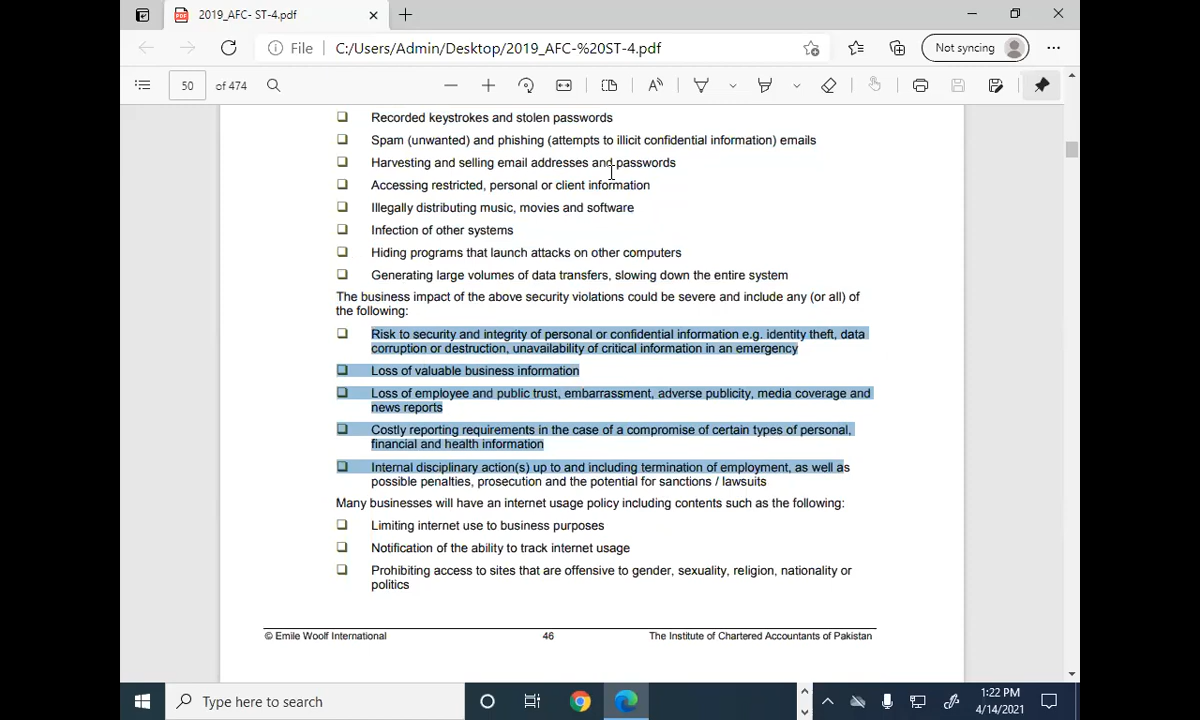 2019_AFC- ST-4.pdf
File
C:/Users/Admin/Desktop/2019_AFC-%20ST-4.pdf
Not syncing
50
of 474
Recorded keystrokes and stolen passwords
Spam (unwanted) and phishing (attempts to illicit confidential information) emails
Harvesting and selling email addresses and passwords
Accessing restricted, personal or client information
Illegally distributing music, movies and software
Infection of other systems
Hiding programs that launch attacks on other computers
Generating large volumes of data transfers, slowing down the entire system
The business impact of the above security violations could be severe and include any (or all) of
the following:
Risk to security and integrity of personal or confidential information e.g. identity theft, data
corruption or destruction, unavailability of critical information in an emergency
Loss of valuable business information
Loss of employee and public trust, embarrassment, adverse publicity, media coverage and
news reports
Costly reporting requirements in the case of a compromise of certain types of personal,
financial and health information
Internal disciplinary action(s) up to and including termination of employment, as well as
possible penalties, prosecution and the potential for sanctions / lawsuits
Many businesses will have an internet usage policy including contents such as the following:
Limiting internet use to business purposes
Notification of the ability to track internet usage
Prohibiting access to sites that are offensive to gender, sexuality, religion, nationality or
politics
© Emile Woolf International
46
The Institute of Chartered Accountants of Pakistan
Type here to search
1:22 PM
4/14/2021